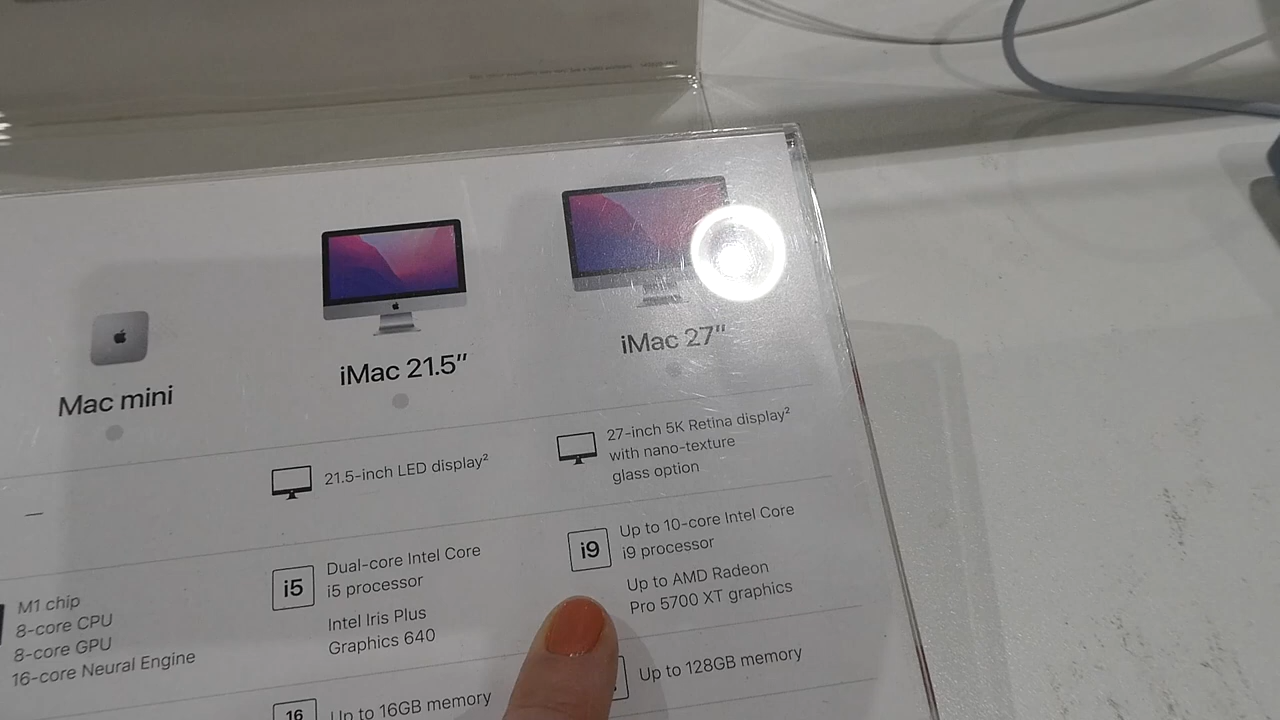 Mac mini
iMac 21.5″
iMac 27″
—
21.5-inch LED display²
27-inch 5K Retina display²
with nano-texture
glass option
M1 chip
8-core CPU
8-core GPU
16-core Neural Engine
i5
Dual-core Intel Core
i5 processor
Intel Iris Plus
Graphics 640
i9
Up to 10-core Intel Core
i9 processor
Up to AMD Radeon
Pro 5700 XT graphics
16
Up to 16GB memory
Up to 128GB memory